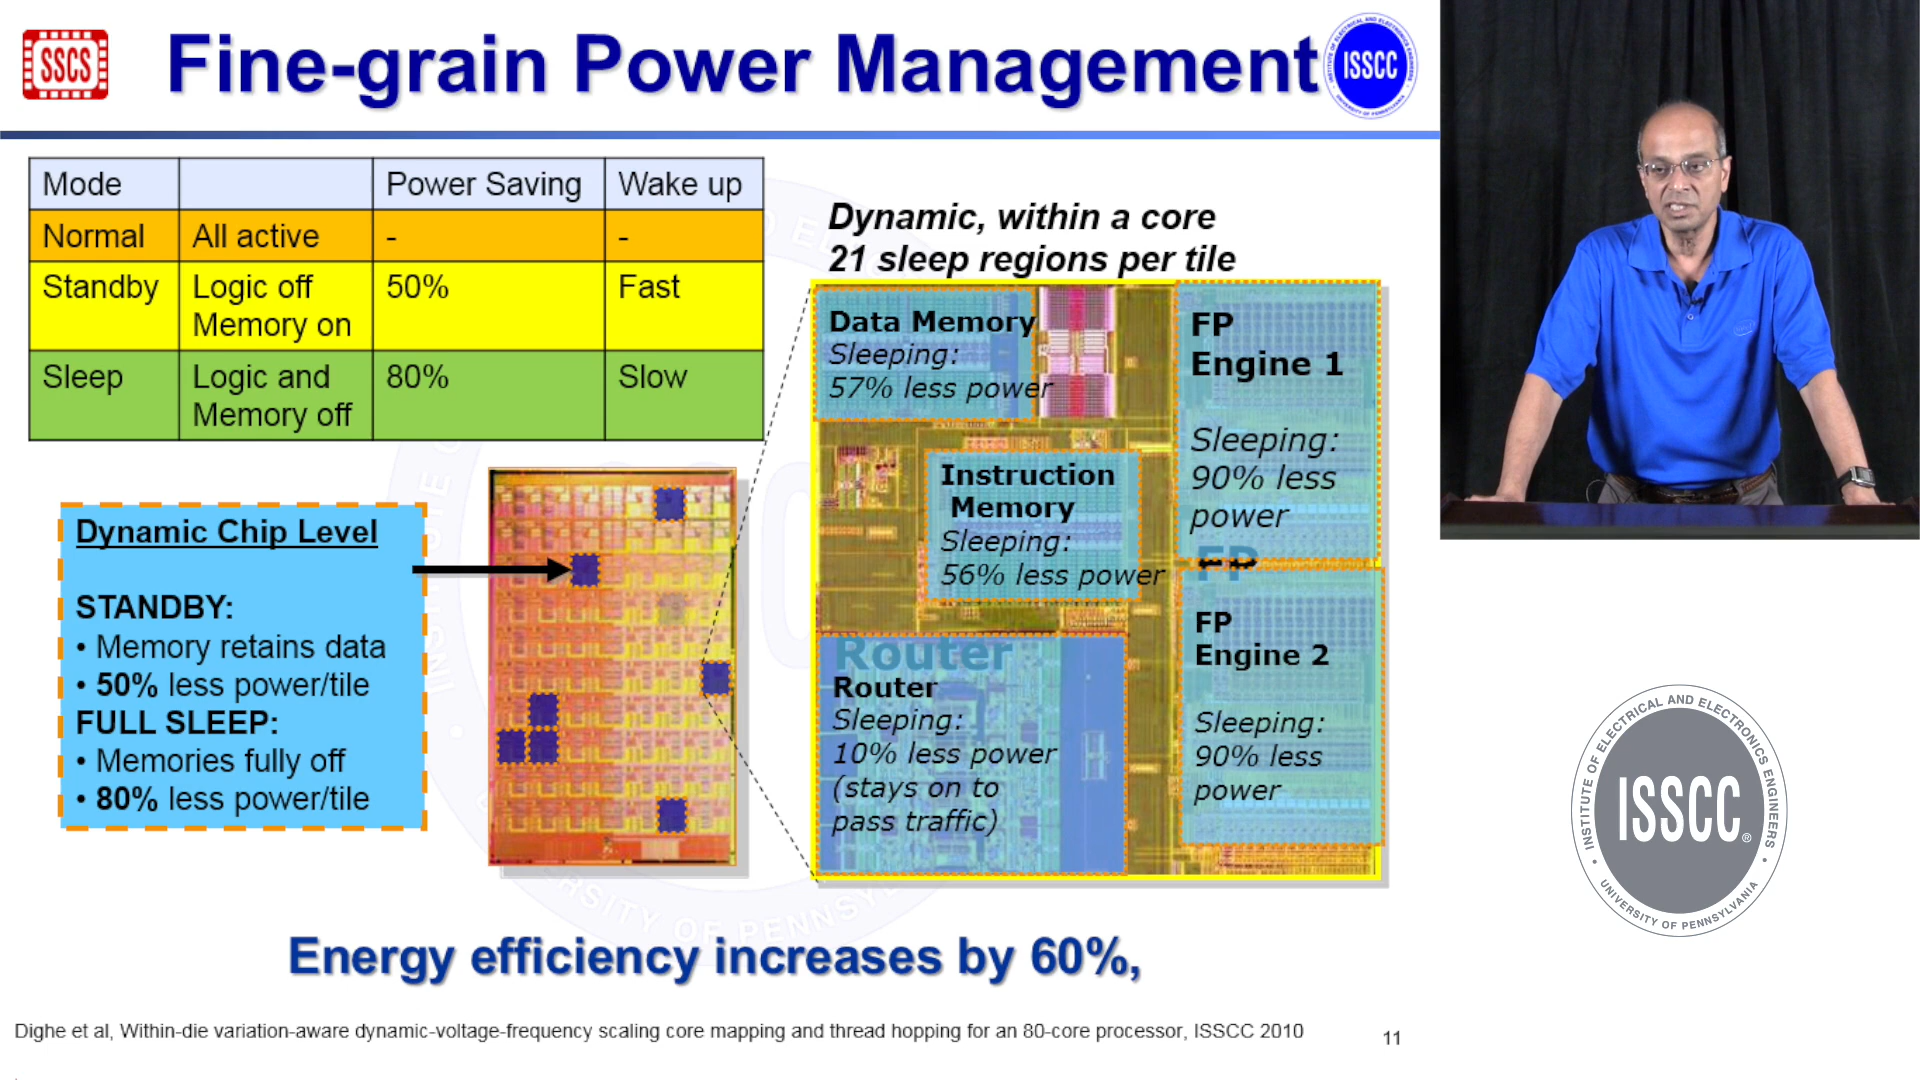 SSCS
Fine-grain Power Management
ISSCC
Mode Power Saving Wake up
Normal All active - -
Standby Logic off Memory on 50% Fast
Sleep Logic and Memory off 80% Slow
Dynamic, within a core
21 sleep regions per tile
Data Memory
Sleeping:
57% less power
FP
Engine 1
Sleeping:
90% less
power
Instruction
Memory
Sleeping:
56% less power
FP
FP
Engine 2
Sleeping:
90% less
power
Router
Router
Sleeping:
10% less power
(stays on to
pass traffic)
Dynamic Chip Level
STANDBY:
• Memory retains data
• 50% less power/tile
FULL SLEEP:
• Memories fully off
• 80% less power/tile
Energy efficiency increases by 60%,
Dighe et al, Within-die variation-aware dynamic-voltage-frequency scaling core mapping and thread hopping for an 80-core processor, ISSCC 2010
11
INSTITUTE OF ELECTRICAL AND ELECTRONICS ENGINEERS
ISSCC®
• UNIVERSITY OF PENNSYLVANIA •